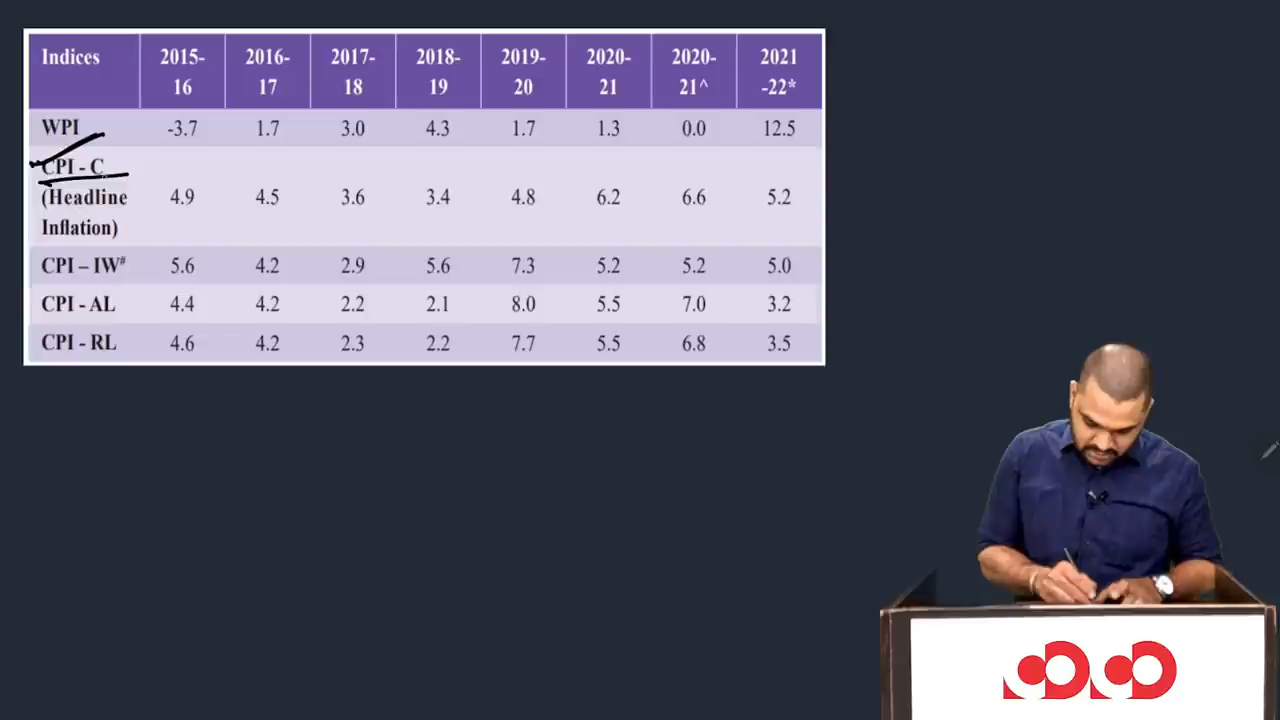 Indices 2015-16 2016-17 2017-18 2018-19 2019-20 2020-21 2020-21^ 2021-22*
WPI -3.7 1.7 3.0 4.3 1.7 1.3 0.0 12.5
CPI - C (Headline Inflation) 4.9 4.5 3.6 3.4 4.8 6.2 6.6 5.2
CPI – IW# 5.6 4.2 2.9 5.6 7.3 5.2 5.2 5.0
CPI - AL 4.4 4.2 2.2 2.1 8.0 5.5 7.0 3.2
CPI - RL 4.6 4.2 2.3 2.2 7.7 5.5 6.8 3.5